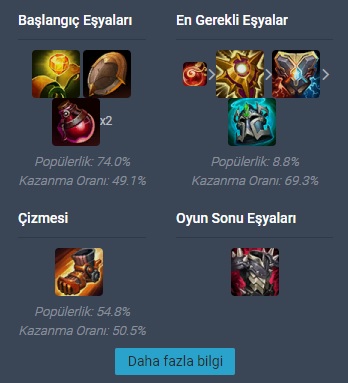 Başlangıç Eşyaları
x2
Popülerlik: 74.0%
Kazanma Oranı: 49.1%
En Gerekli Eşyalar
Popülerlik: 8.8%
Kazanma Oranı: 69.3%
Çizmesi
Popülerlik: 54.8%
Kazanma Oranı: 50.5%
Oyun Sonu Eşyaları
Daha fazla bilgi